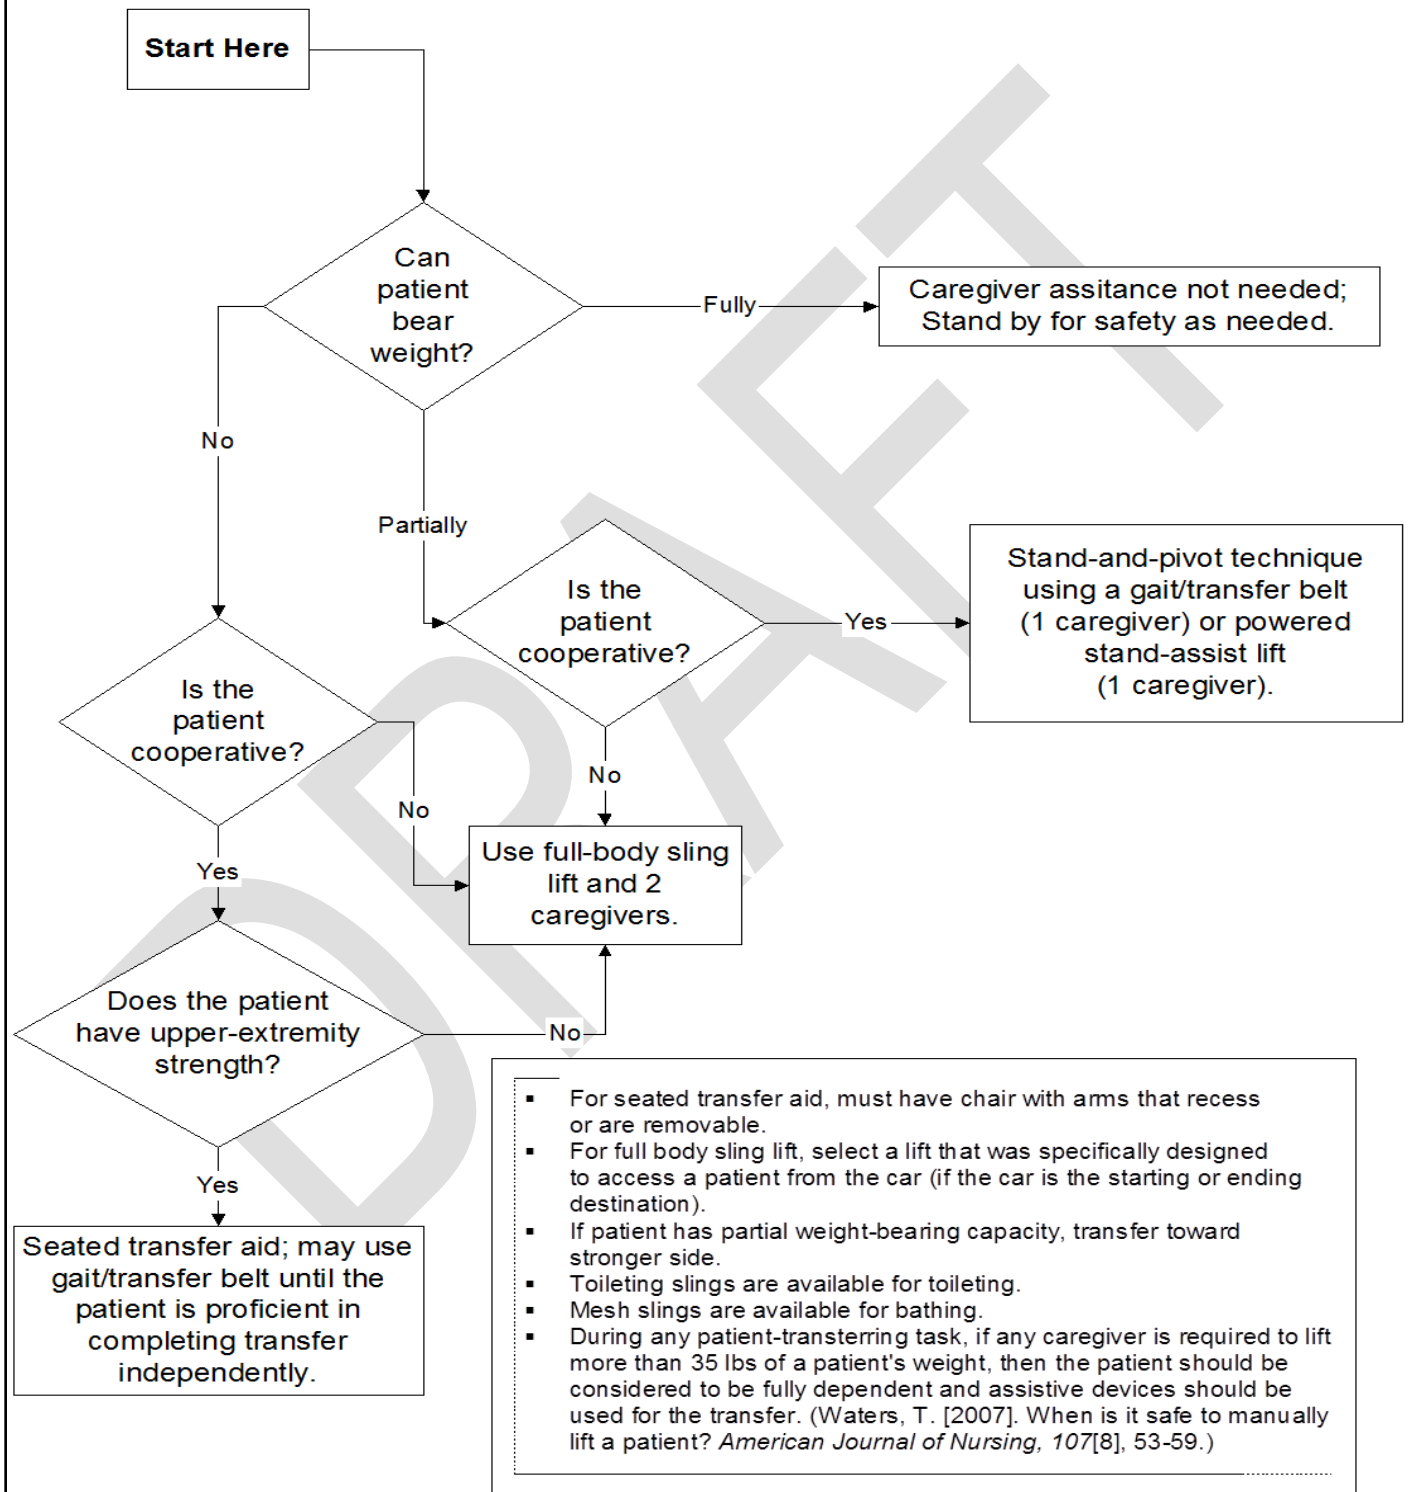 Start Here
Can
patient
bear
weight?
Fully
Caregiver assitance not needed;
Stand by for safety as needed.
No
Partially
Is the
patient
cooperative?
Yes
Stand-and-pivot technique
using a gait/transfer belt
(1 caregiver) or powered
stand-assist lift
(1 caregiver).
Is the
patient
cooperative?
No
No
Use full-body sling
lift and 2
caregivers.
Yes
Does the patient
have upper-extremity
strength?
No
Yes
Seated transfer aid; may use
gait/transfer belt until the
patient is proficient in
completing transfer
independently.
▪ For seated transfer aid, must have chair with arms that recess
or are removable.
▪ For full body sling lift, select a lift that was specifically designed
to access a patient from the car (if the car is the starting or ending
destination).
▪ If patient has partial weight-bearing capacity, transfer toward
stronger side.
▪ Toileting slings are available for toileting.
▪ Mesh slings are available for bathing.
▪ During any patient-transterring task, if any caregiver is required to lift
more than 35 lbs of a patient's weight, then the patient should be
considered to be fully dependent and assistive devices should be
used for the transfer. (Waters, T. [2007]. When is it safe to manually
lift a patient? American Journal of Nursing, 107[8], 53-59.)
DRAFT